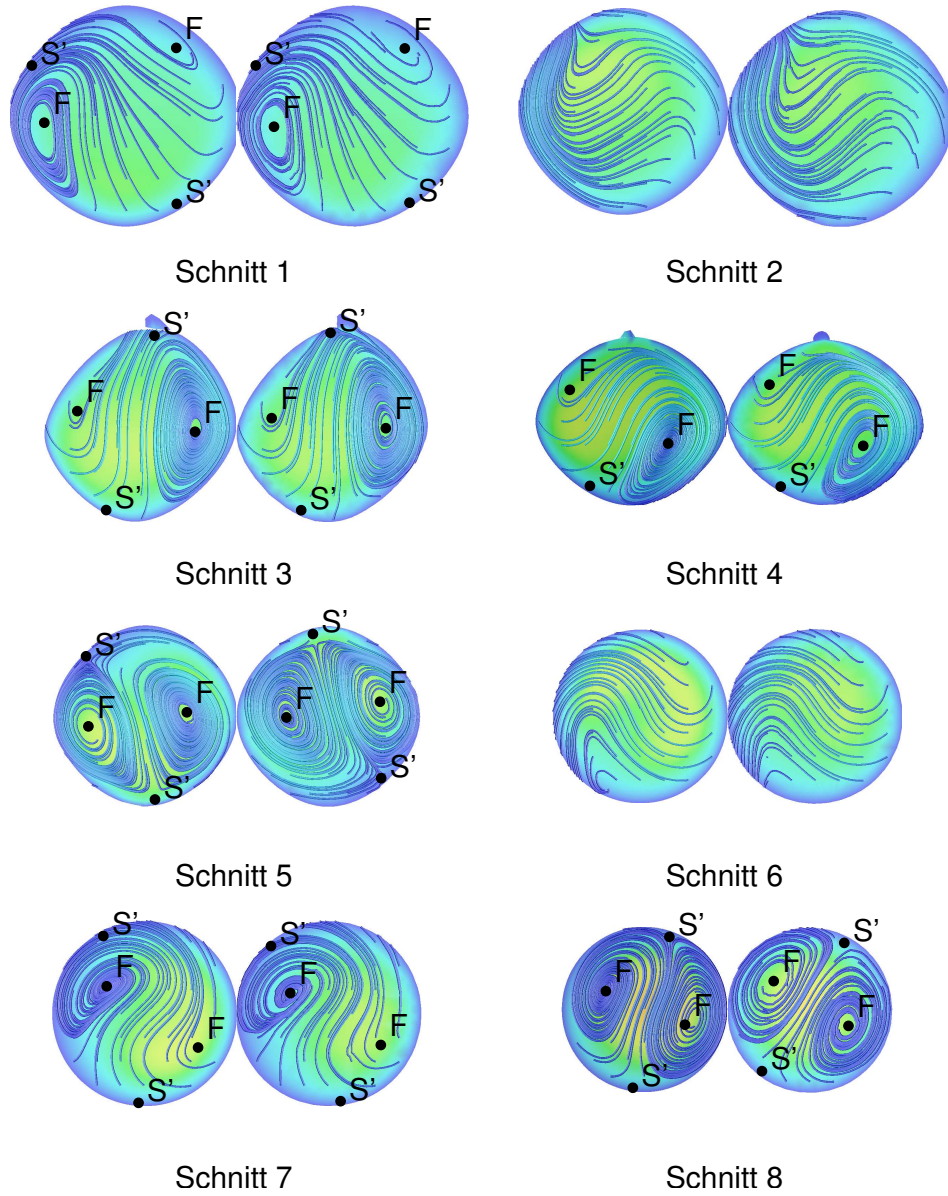 F F
S’ S’
F F
S’ S’
Schnitt 1 Schnitt 2
S’ S’
F F F F
F F F F
S’ S’ S’ S’
Schnitt 3 Schnitt 4
S’ S’
F F F F
S’ S’
Schnitt 5 Schnitt 6
S’ S’ S’ S’
F F F F
F F F F
S’ S’ S’ S’
Schnitt 7 Schnitt 8